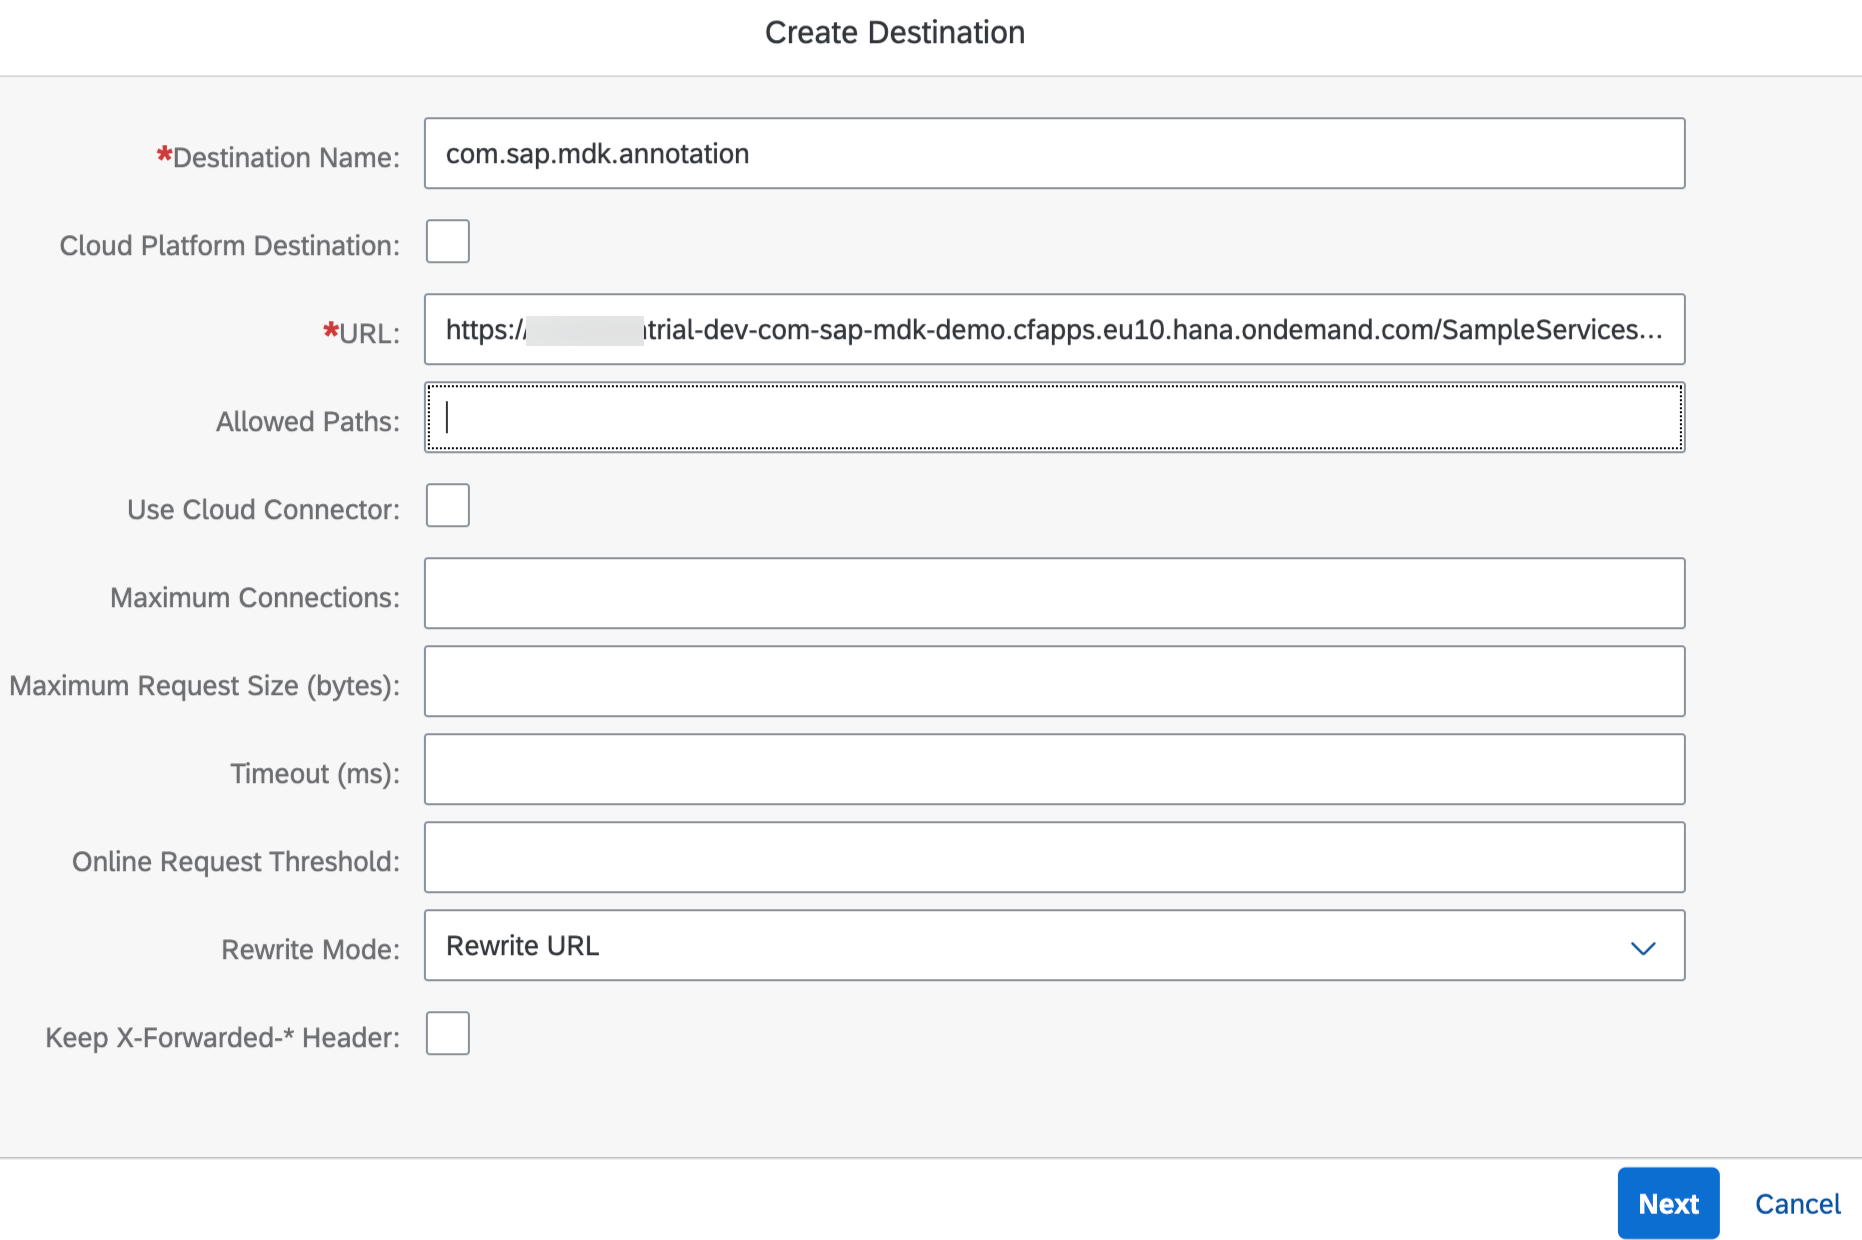 Create Destination
*Destination Name: com.sap.mdk.annotation
Cloud Platform Destination:
*URL: https:// trial-dev-com-sap-mdk-demo.cfapps.eu10.hana.ondemand.com/SampleServices...
Allowed Paths:
Use Cloud Connector:
Maximum Connections:
Maximum Request Size (bytes):
Timeout (ms):
Online Request Threshold:
Rewrite Mode: Rewrite URL
Keep X-Forwarded-* Header:
Next Cancel